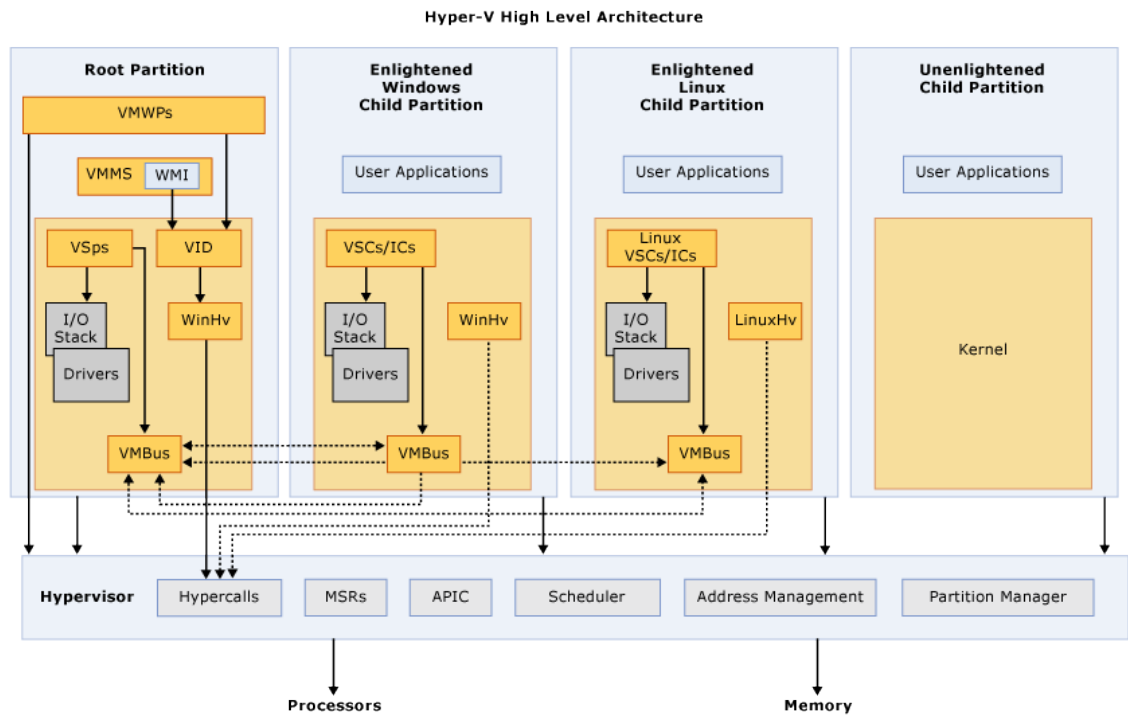 Hyper-V High Level Architecture
Root Partition
VMWPs
VMMS
WMI
VSps
VID
I/O
Stack
Drivers
WinHv
VMBus
Enlightened
Windows
Child Partition
User Applications
VSCs/ICs
I/O
Stack
Drivers
WinHv
VMBus
Enlightened
Linux
Child Partition
User Applications
Linux
VSCs/ICs
I/O
Stack
Drivers
LinuxHv
VMBus
Unenlightened
Child Partition
User Applications
Kernel
Hypervisor
Hypercalls
MSRs
APIC
Scheduler
Address Management
Partition Manager
Processors
Memory